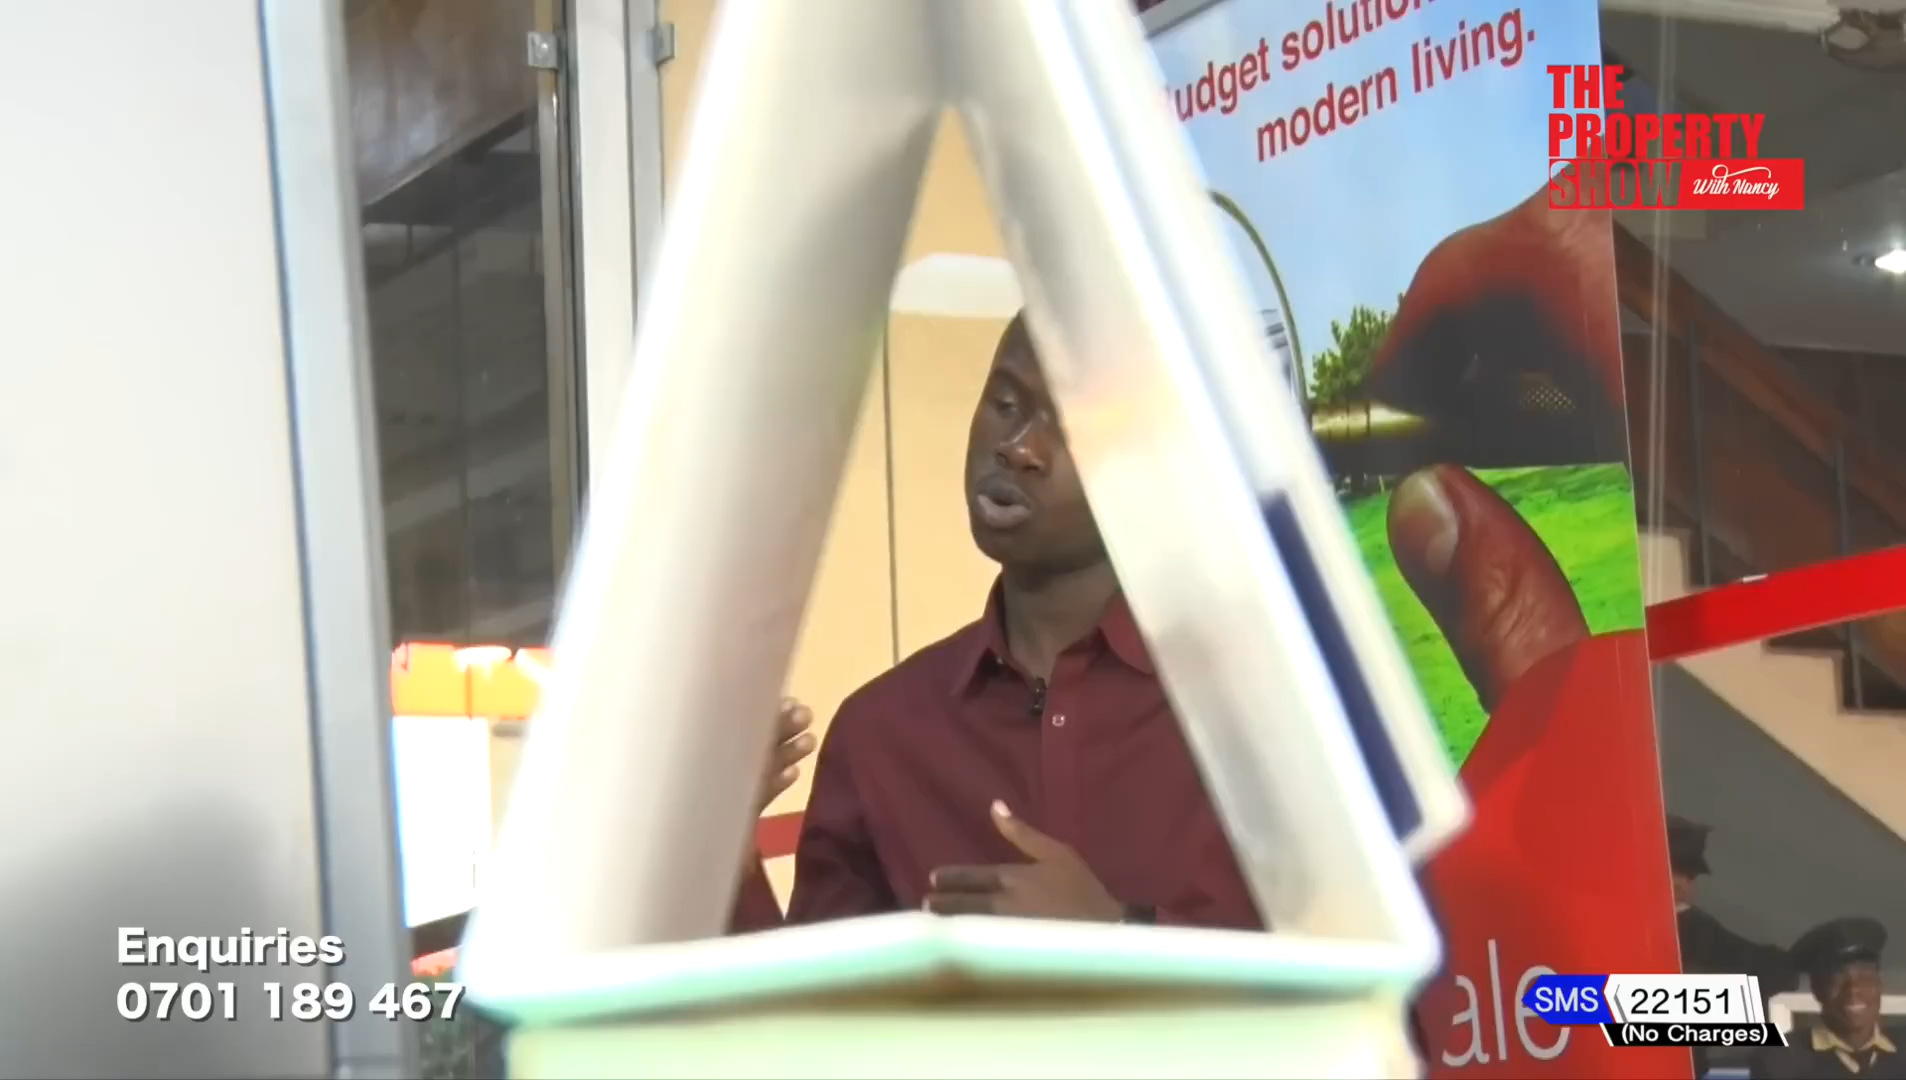 udget solution
modern living.
THE
PROPERTY
SHOW With Nancy
Enquiries
0701 189 467
ale
SMS 22151
(No Charges)